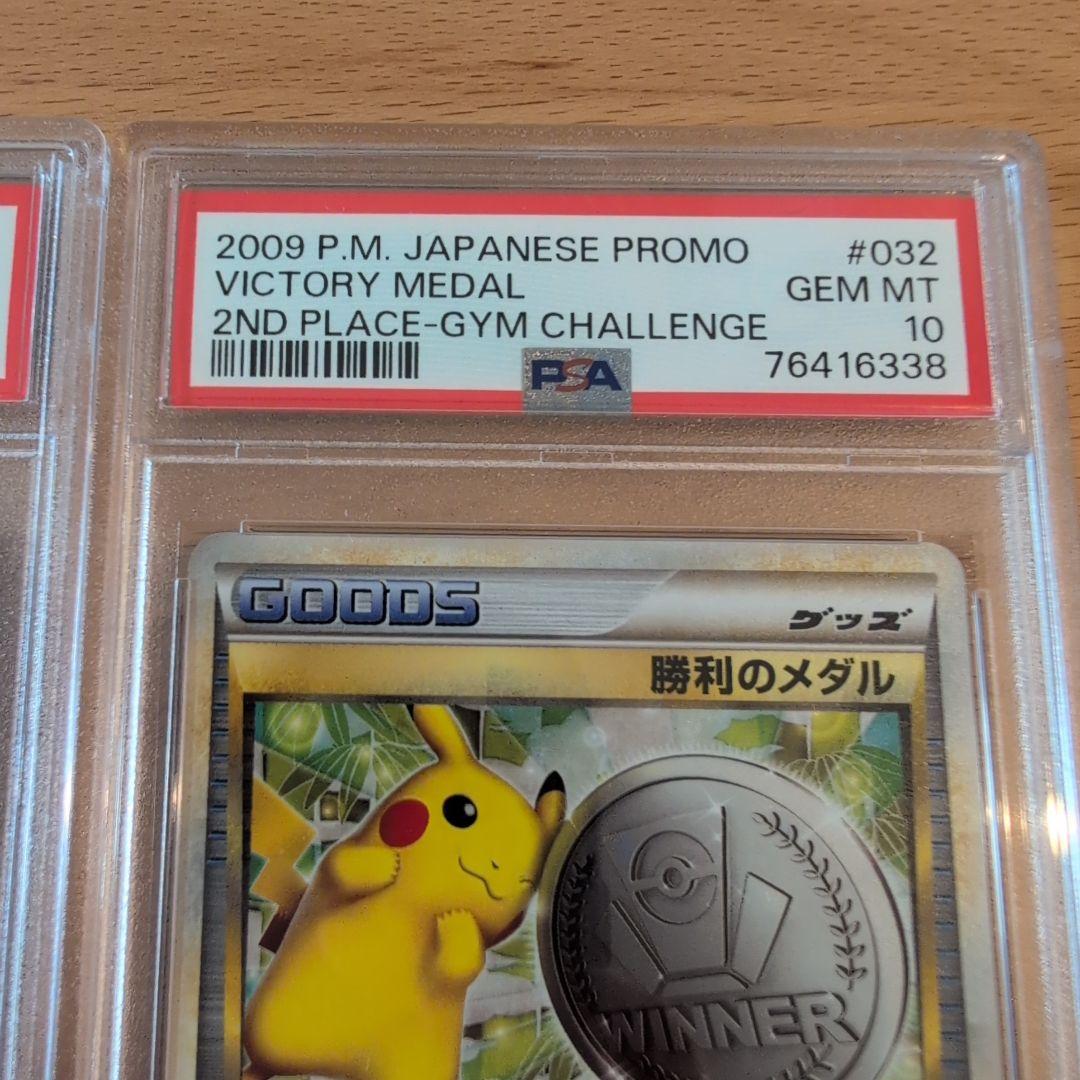 2009 P.M. JAPANESE PROMO #032
VICTORY MEDAL GEM MT
2ND PLACE-GYM CHALLENGE 10
PSA 76416338
GOODS グッズ
勝利のメダル
WINNER